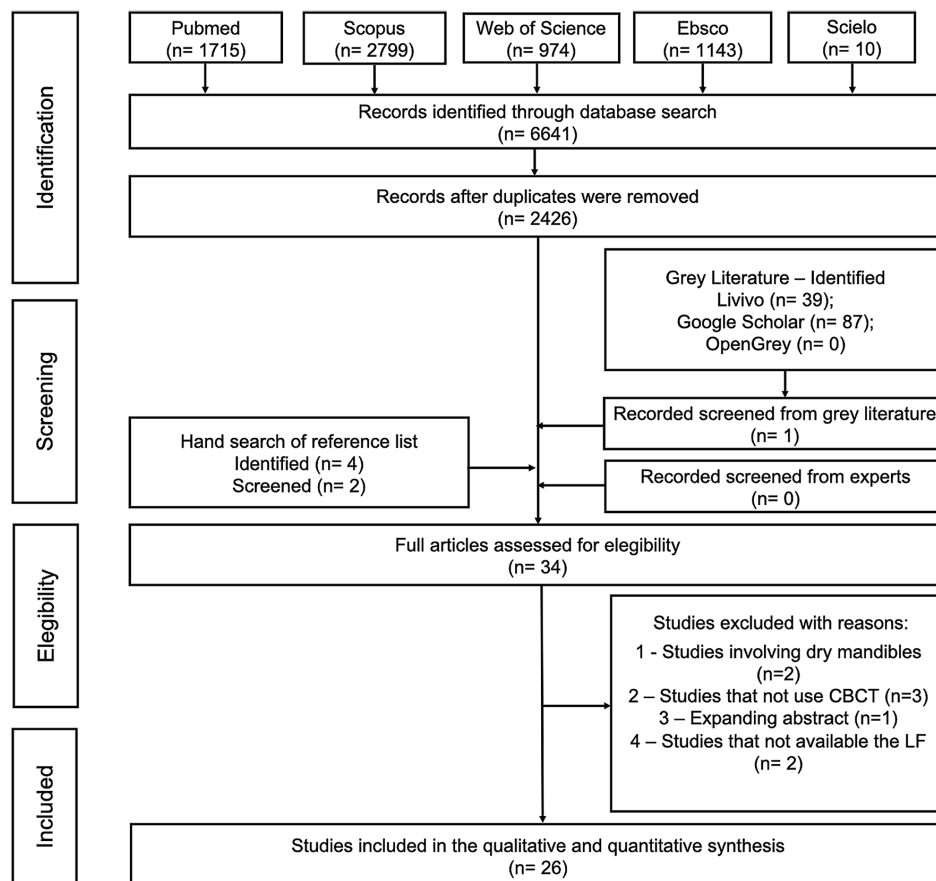 Identification
Pubmed
(n= 1715)
Scopus
(n= 2799)
Web of Science
(n= 974)
Ebsco
(n= 1143)
Scielo
(n= 10)
Records identified through database search
(n= 6641)
Records after duplicates were removed
(n= 2426)
Screening
Grey Literature – Identified
Livivo (n= 39);
Google Scholar (n= 87);
OpenGrey (n= 0)
Recorded screened from grey literature
(n= 1)
Hand search of reference list
Identified (n= 4)
Screened (n= 2)
Recorded screened from experts
(n= 0)
Elegibility
Full articles assessed for elegibility
(n= 34)
Studies excluded with reasons:
1 - Studies involving dry mandibles
(n=2)
2 – Studies that not use CBCT (n=3)
3 – Expanding abstract (n=1)
4 – Studies that not available the LF
(n= 2)
Included
Studies included in the qualitative and quantitative synthesis
(n= 26)